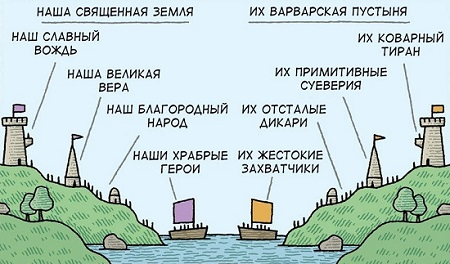 НАША СВЯЩЕННАЯ ЗЕМЛЯ
НАШ СЛАВНЫЙ
ВОЖДЬ
НАША ВЕЛИКАЯ
ВЕРА
НАШ БЛАГОРОДНЫЙ
НАРОД
НАШИ ХРАБРЫЕ
ГЕРОИ
ИХ ВАРВАРСКАЯ ПУСТЫНЯ
ИХ КОВАРНЫЙ
ТИРАН
ИХ ПРИМИТИВНЫЕ
СУЕВЕРИЯ
ИХ ОТСТАЛЫЕ
ДИКАРИ
ИХ ЖЕСТОКИЕ
ЗАХВАТЧИКИ